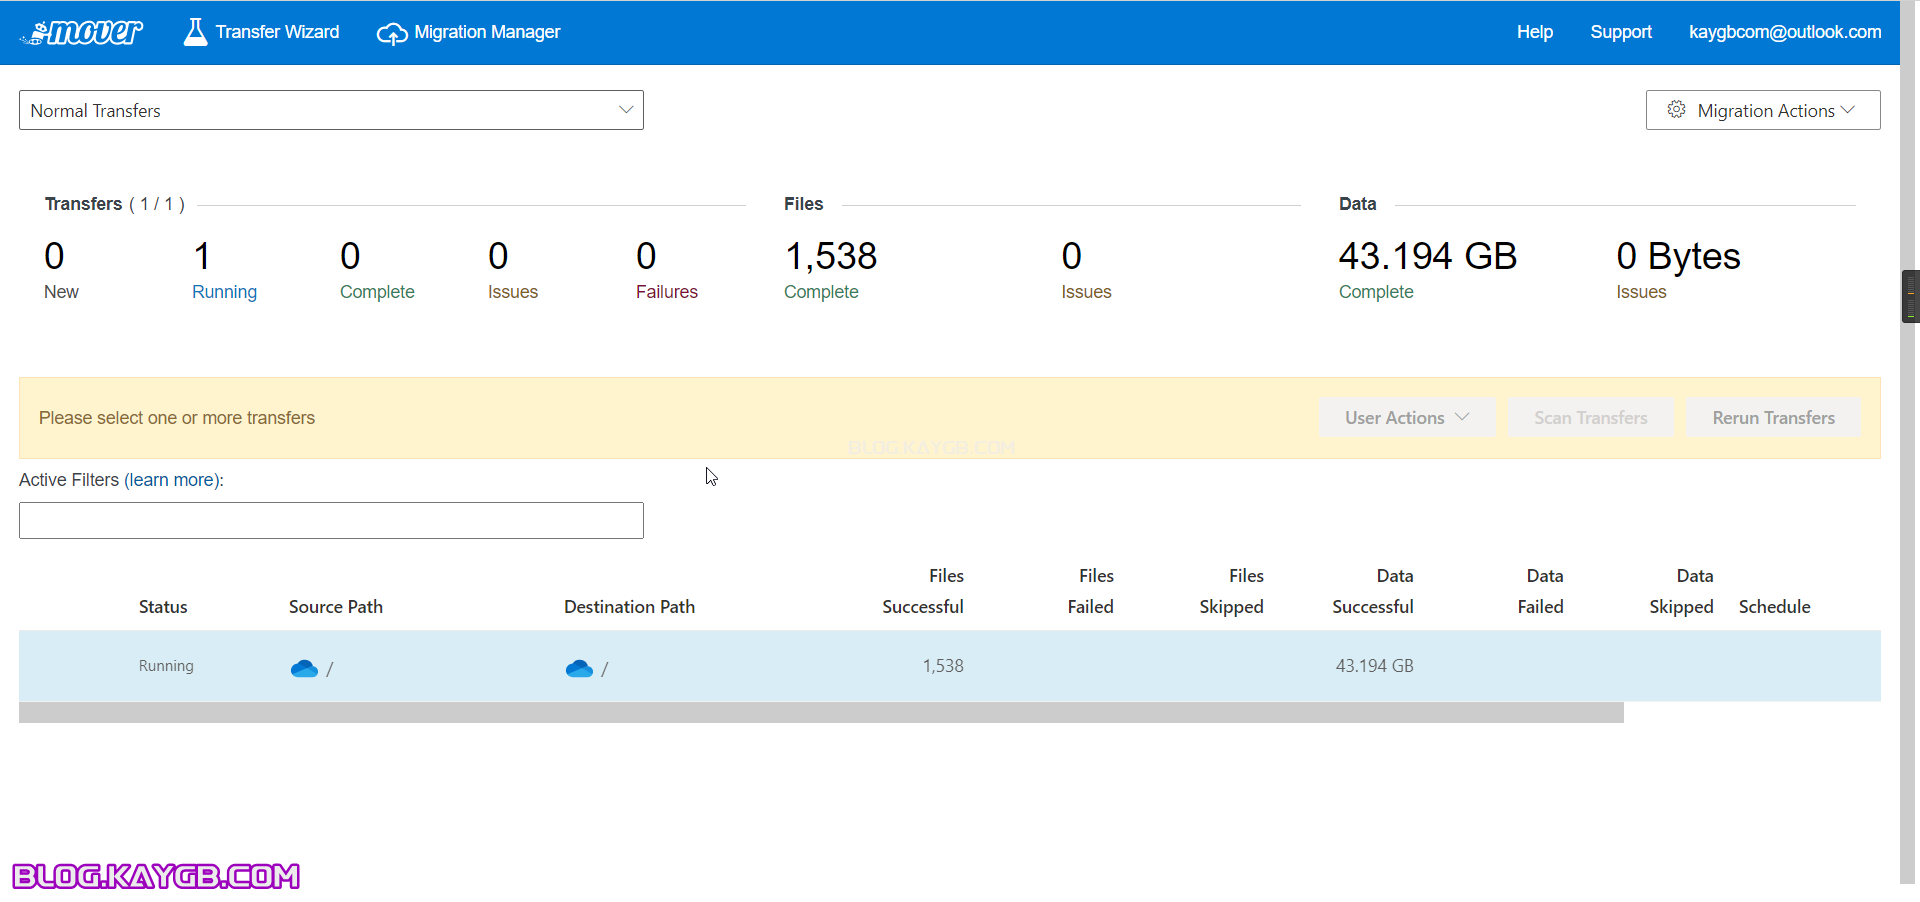 mover Transfer Wizard Migration Manager Help Support kaygbcom@outlook.com
Normal Transfers Migration Actions
Transfers ( 1 / 1 ) Files Data
0 1 0 0 0 1,538 0 43.194 GB 0 Bytes
New Running Complete Issues Failures Complete Issues Complete Issues
Please select one or more transfers User Actions Scan Transfers Rerun Transfers
BLOG.KAYGB.COM
Active Filters (learn more):
Files Files Files Data Data Data
Status Source Path Destination Path Successful Failed Skipped Successful Failed Skipped Schedule
Running / / 1,538 43.194 GB
BLOG.KAYGB.COM